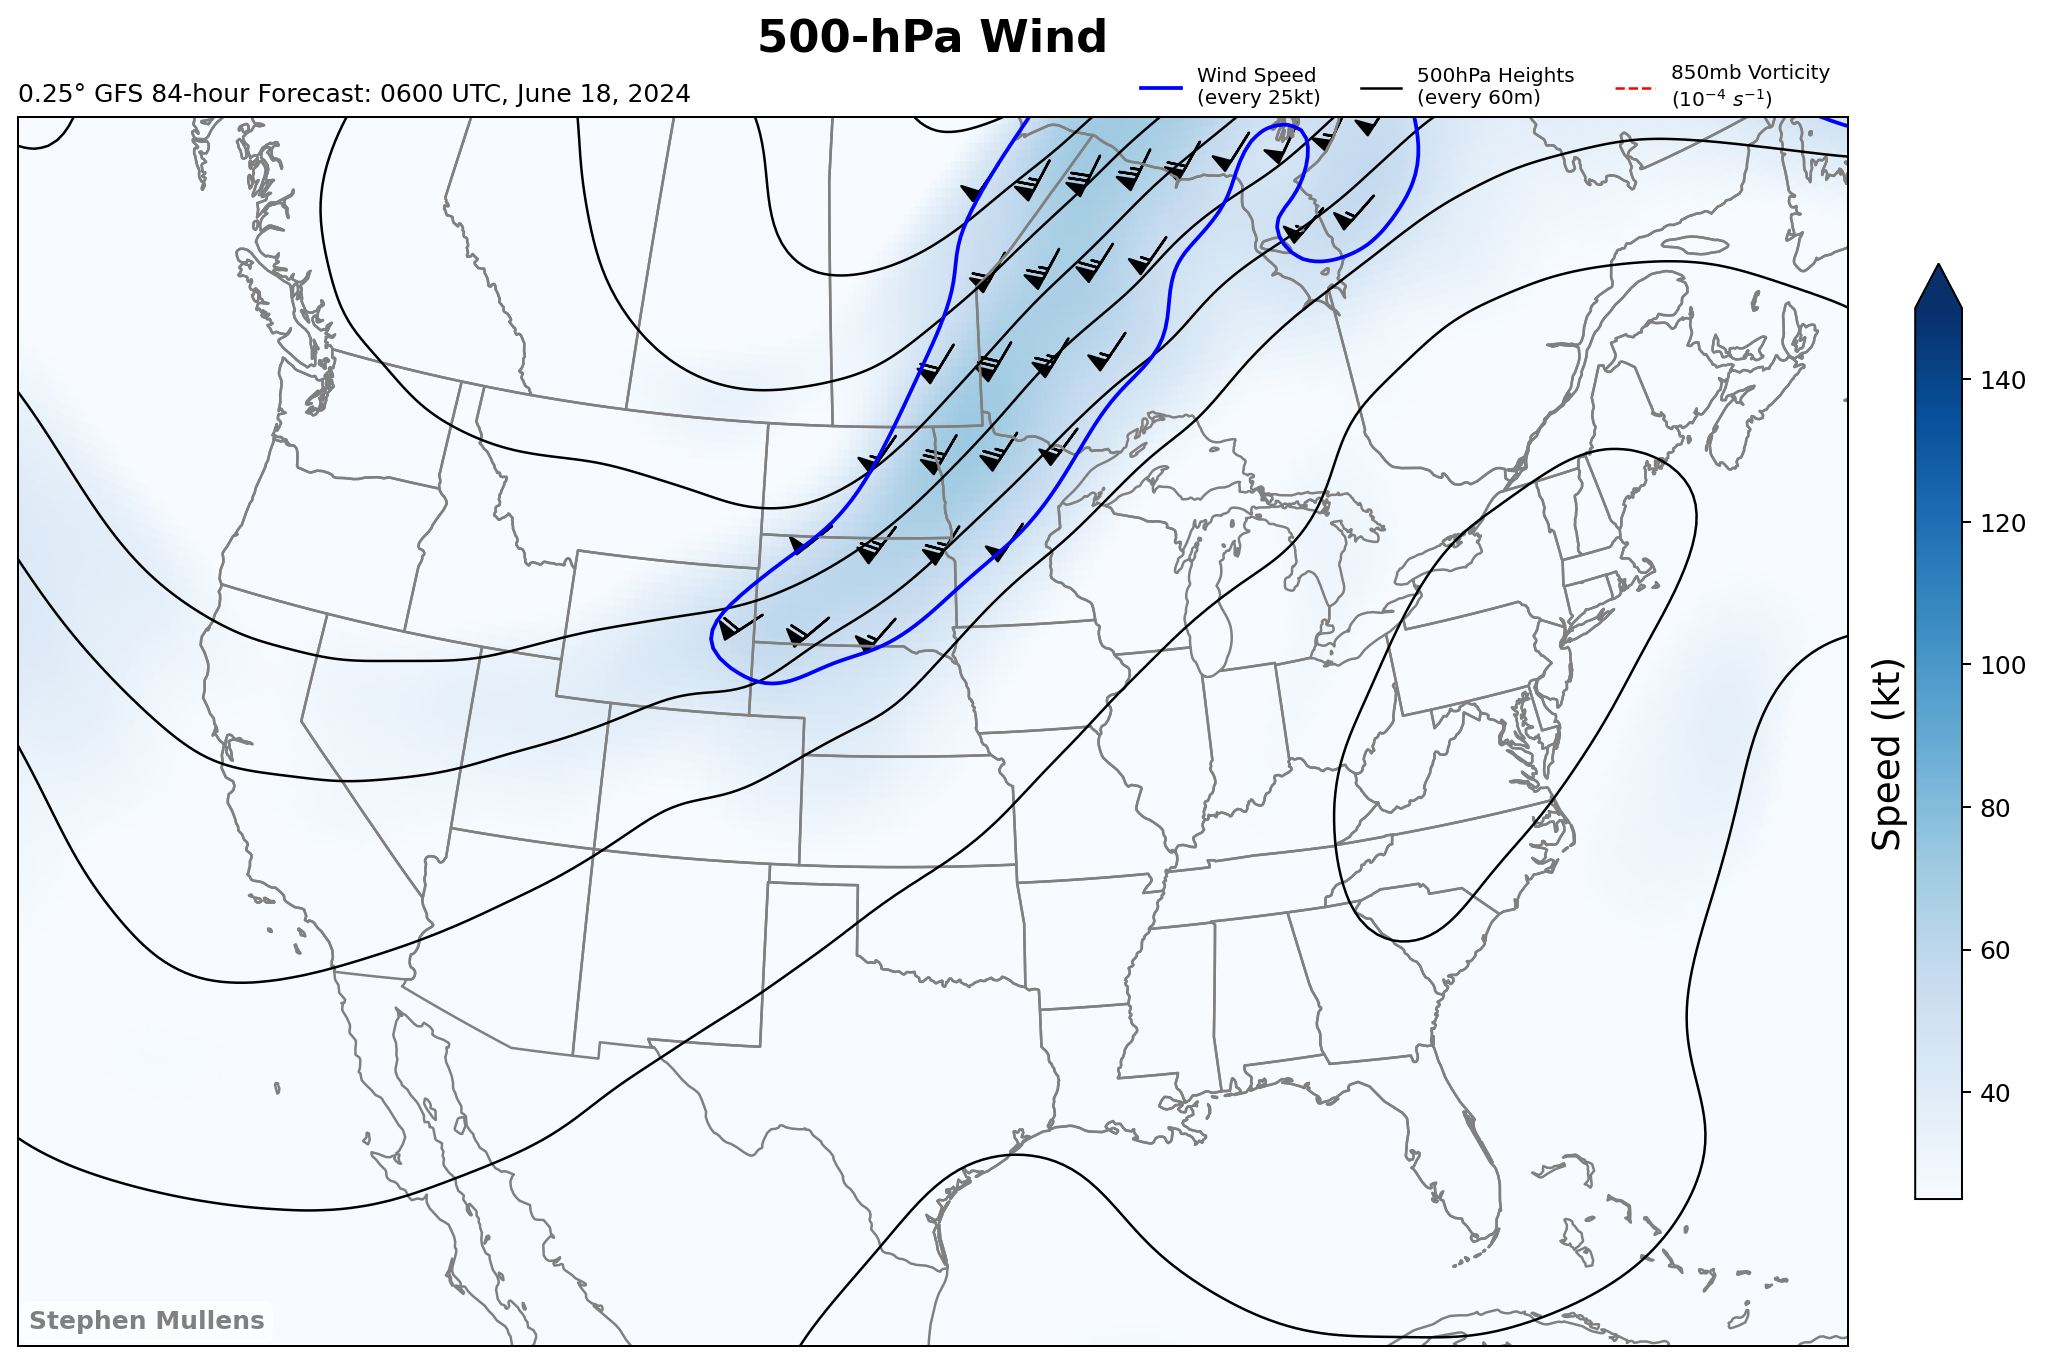 500-hPa Wind
0.25° GFS 84-hour Forecast: 0600 UTC, June 18, 2024
Wind Speed
(every 25kt)
500hPa Heights
(every 60m)
850mb Vorticity
(10⁻⁴ s⁻¹)
140
120
100
80
60
40
Speed (kt)
Stephen Mullens